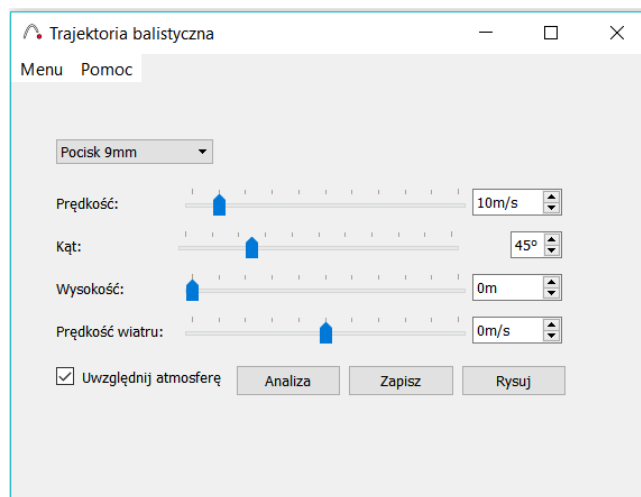 Trajektoria balistyczna
Menu Pomoc
Pocisk 9mm
Prędkość: 10m/s
Kąt: 45º
Wysokość: 0m
Prędkość wiatru: 0m/s
Uwzględnij atmosferę Analiza Zapisz Rysuj